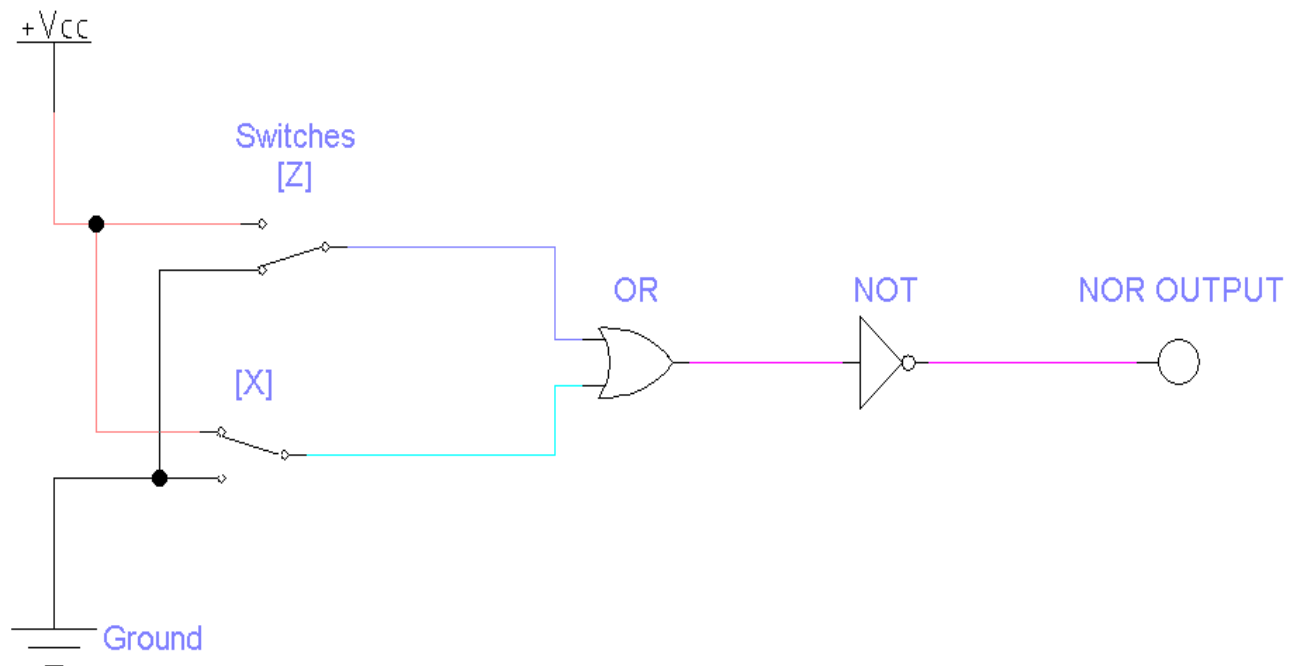 +Vcc
Switches
[Z]
OR
NOT
NOR OUTPUT
[X]
Ground